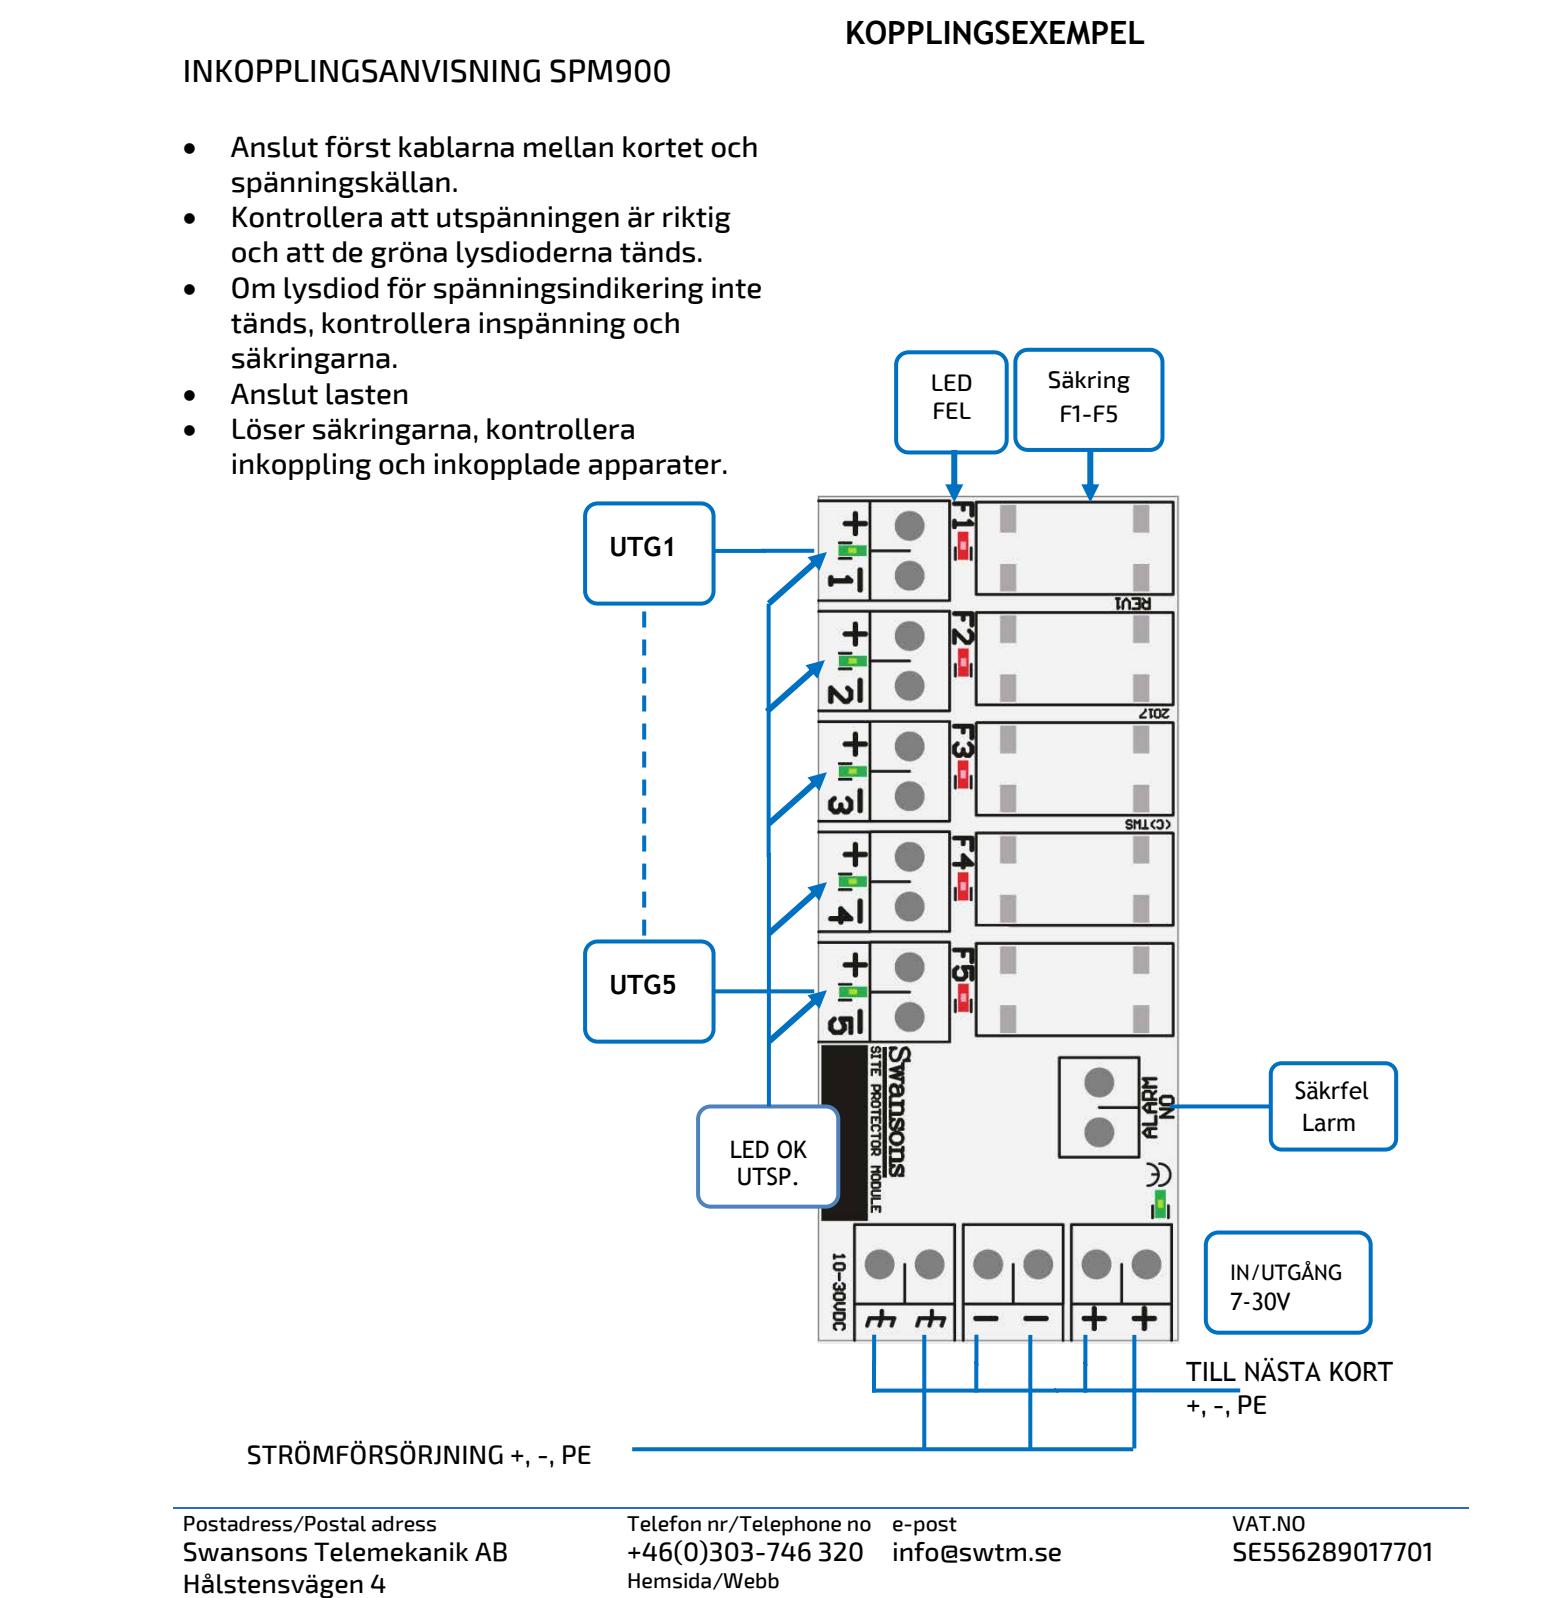 KOPPLINGSEXEMPEL
INKOPPLINGSANVISNING SPM900
• Anslut först kablarna mellan kortet och
spänningskällan.
• Kontrollera att utspänningen är riktig
och att de gröna lysdioderna tänds.
• Om lysdiod för spänningsindikering inte
tänds, kontrollera inspänning och
säkringarna.
• Anslut lasten
• Löser säkringarna, kontrollera
inkoppling och inkopplade apparater.
LED
FEL
Säkring
F1-F5
UTG1
+
1
F1
REV1
+
2
F2
2017
+
3
F3
(C)TWS
+
4
F4
UTG5
+
5
F5
Swansons
SITE PROTECTOR MODULE
ALARM
NO
Säkrfel
Larm
LED OK
UTSP.
CE
10-30VDC
- - + +
IN/UTGÅNG
7-30V
TILL NÄSTA KORT
+, -, PE
STRÖMFÖRSÖRJNING +, -, PE
Postadress/Postal adress
Swansons Telemekanik AB
Hålstensvägen 4
Telefon nr/Telephone no
+46(0)303-746 320
Hemsida/Webb
e-post
info@swtm.se
VAT.NO
SE556289017701